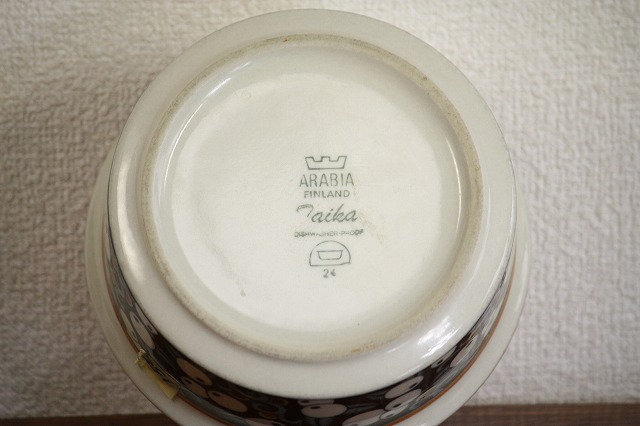 ARABIA
FINLAND
Taika
DISHWASHER-PROOF
24